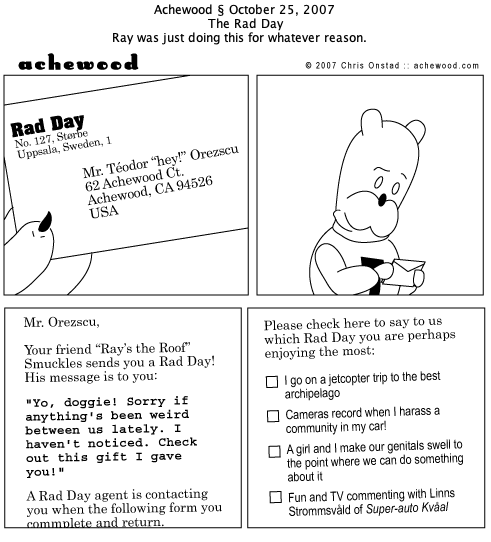 Achewood § October 25, 2007
The Rad Day
Ray was just doing this for whatever reason.
achewood
© 2007 Chris Onstad :: achewood.com
Rad Day
No. 127, Størbe
Uppsala, Sweden, 1
Mr. Téodor “hey!” Orezscu
62 Achewood Ct.
Achewood, CA 94526
USA
Mr. Orezscu,
Your friend “Ray's the Roof”
Smuckles sends you a Rad Day!
His message is to you:
"Yo, doggie! Sorry if
anything's been weird
between us lately. I
haven't noticed. Check
out this gift I gave
you!"
A Rad Day agent is contacting
you when the following form you
commplete and return.
Please check here to say to us
which Rad Day you are perhaps
enjoying the most:
I go on a jetcopter trip to the best
archipelago
Cameras record when I harass a
community in my car!
A girl and I make our genitals swell to
the point where we can do something
about it
Fun and TV commenting with Linns
Strommsvåld of Super-auto Kvåal